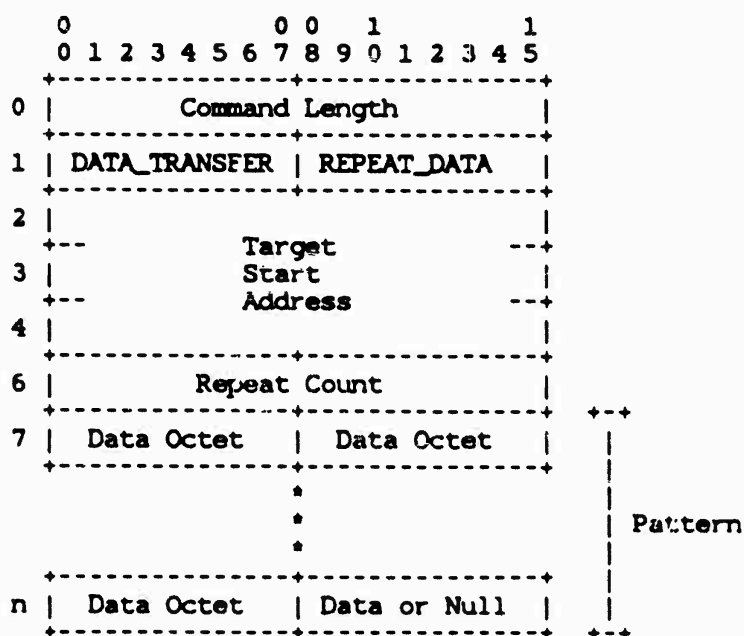 0 0 0 1 1
0 1 2 3 4 5 6 7 8 9 0 1 2 3 4 5
0 | Command Length |
1 | DATA_TRANSFER | REPEAT_DATA |
2 |
+-- Target --+
3 | Start |
+-- Address --+
4 |
6 | Repeat Count |
7 | Data Octet | Data Octet |
*
*
*
Pattern
n | Data Octet | Data or Null |